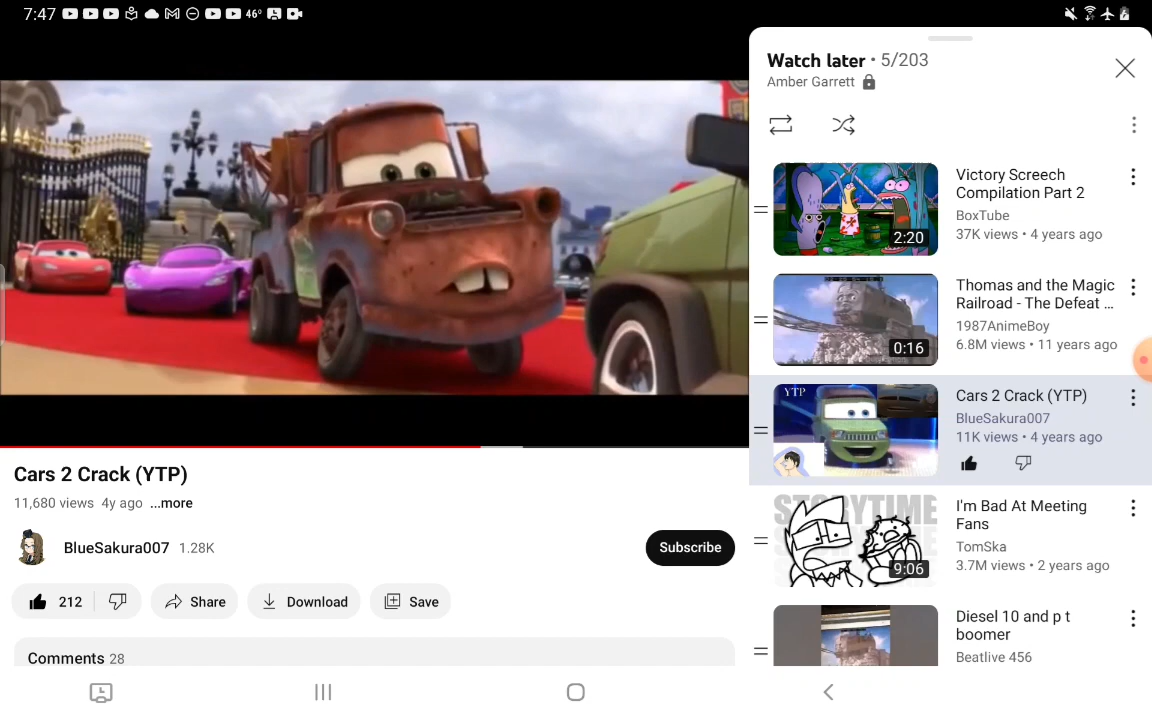 7:47
46°
Watch later • 5/203
Amber Garrett
Victory Screech
Compilation Part 2
BoxTube
37K views • 4 years ago
2:20
Thomas and the Magic
Railroad - The Defeat ...
1987AnimeBoy
6.8M views • 11 years ago
0:16
YTP
Cars 2 Crack (YTP)
BlueSakura007
11K views • 4 years ago
STORYTIME
I'm Bad At Meeting
Fans
TomSka
3.7M views • 2 years ago
9:06
Diesel 10 and p t
boomer
Beatlive 456
Cars 2 Crack (YTP)
11,680 views 4y ago ...more
BlueSakura007 1.28K
Subscribe
212
Share
Download
Save
Comments 28